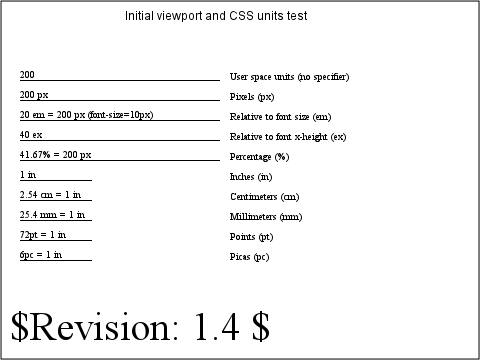 Initial viewport and CSS units test
200 User space units (no specifier)
200 px Pixels (px)
20 em = 200 px (font-size=10px) Relative to font size (em)
40 ex Relative to font x-height (ex)
41.67% = 200 px Percentage (%)
1 in Inches (in)
2.54 cm = 1 in Centimeters (cm)
25.4 mm = 1 in Millimeters (mm)
72pt = 1 in Points (pt)
6pc = 1 in Picas (pc)
$Revision: 1.4 $